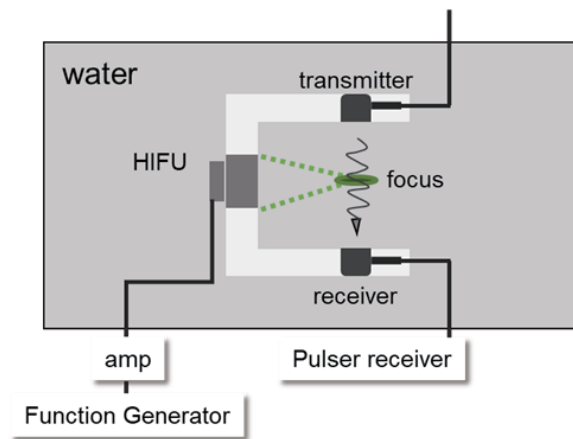 water
transmitter
HIFU
focus
receiver
amp
Pulser receiver
Function Generator